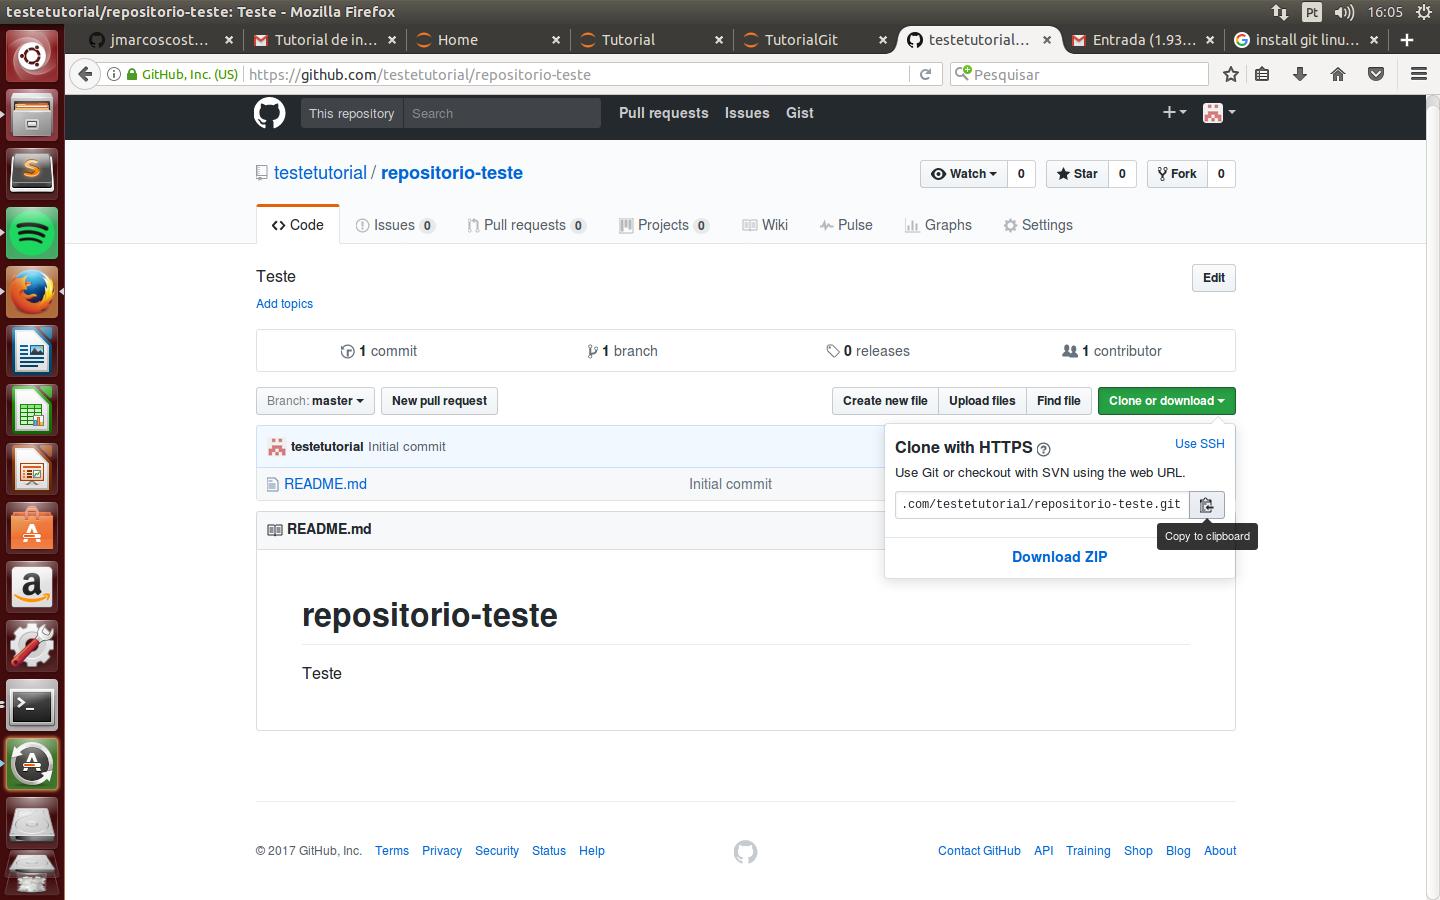 testetutorial/repositorio-teste: Teste - Mozilla Firefox
Pt 16:05
jmarcoscost... Tutorial de in... Home Tutorial TutorialGit testetutorial... Entrada (1.93... install git linu...
GitHub, Inc. (US) https://github.com/testetutorial/repositorio-teste Pesquisar
This repository Search Pull requests Issues Gist
testetutorial / repositorio-teste Watch 0 Star 0 Fork 0
Code Issues 0 Pull requests 0 Projects 0 Wiki Pulse Graphs Settings
Teste Edit
Add topics
1 commit 1 branch 0 releases 1 contributor
Branch: master New pull request Create new file Upload files Find file Clone or download
testetutorial Initial commit
README.md Initial commit
Clone with HTTPS Use SSH
Use Git or checkout with SVN using the web URL.
.com/testetutorial/repositorio-teste.git
Copy to clipboard
Download ZIP
README.md
repositorio-teste
Teste
© 2017 GitHub, Inc. Terms Privacy Security Status Help Contact GitHub API Training Shop Blog About